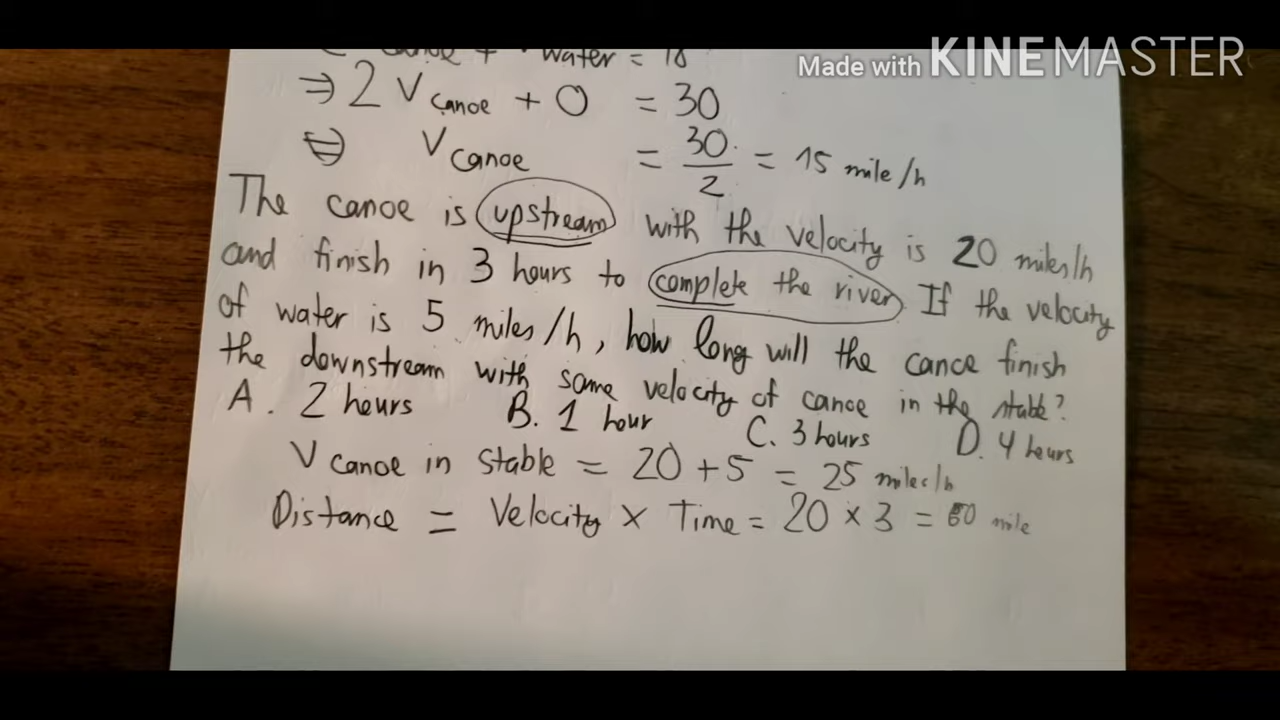 Made with KINEMASTER
canoe + V water = 18
⇒ 2 V canoe + 0 = 30
⇔ V canoe = 30/2 = 15 mile/h
The canoe is upstream with the velocity is 20 miles/h
and finish in 3 hours to complete the river. If the velocity
of water is 5 miles/h, how long will the canoe finish
the downstream with same velocity of canoe in the stable?
A. 2 hours B. 1 hour C. 3 hours D. 4 hours
V canoe in stable = 20 + 5 = 25 miles/h
Distance = Velocity × Time = 20 × 3 = 60 mile